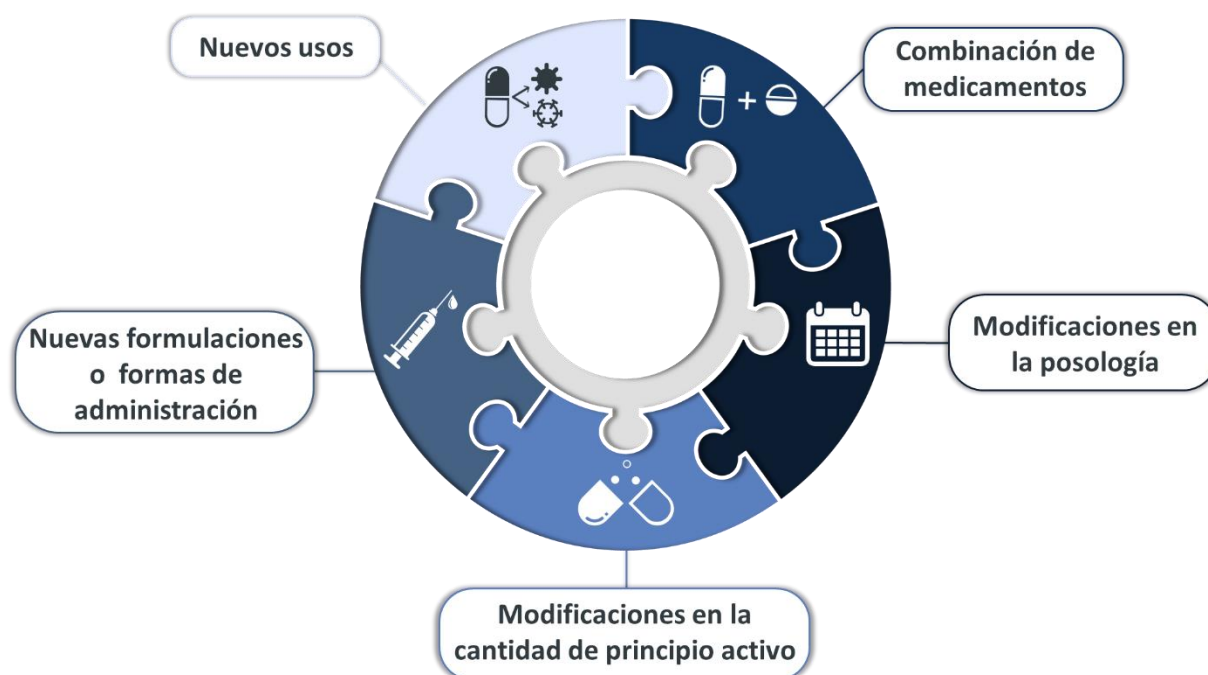 Nuevos usos
Combinación de
medicamentos
Nuevas formulaciones
o formas de
administración
Modificaciones en
la posología
Modificaciones en la
cantidad de principio activo